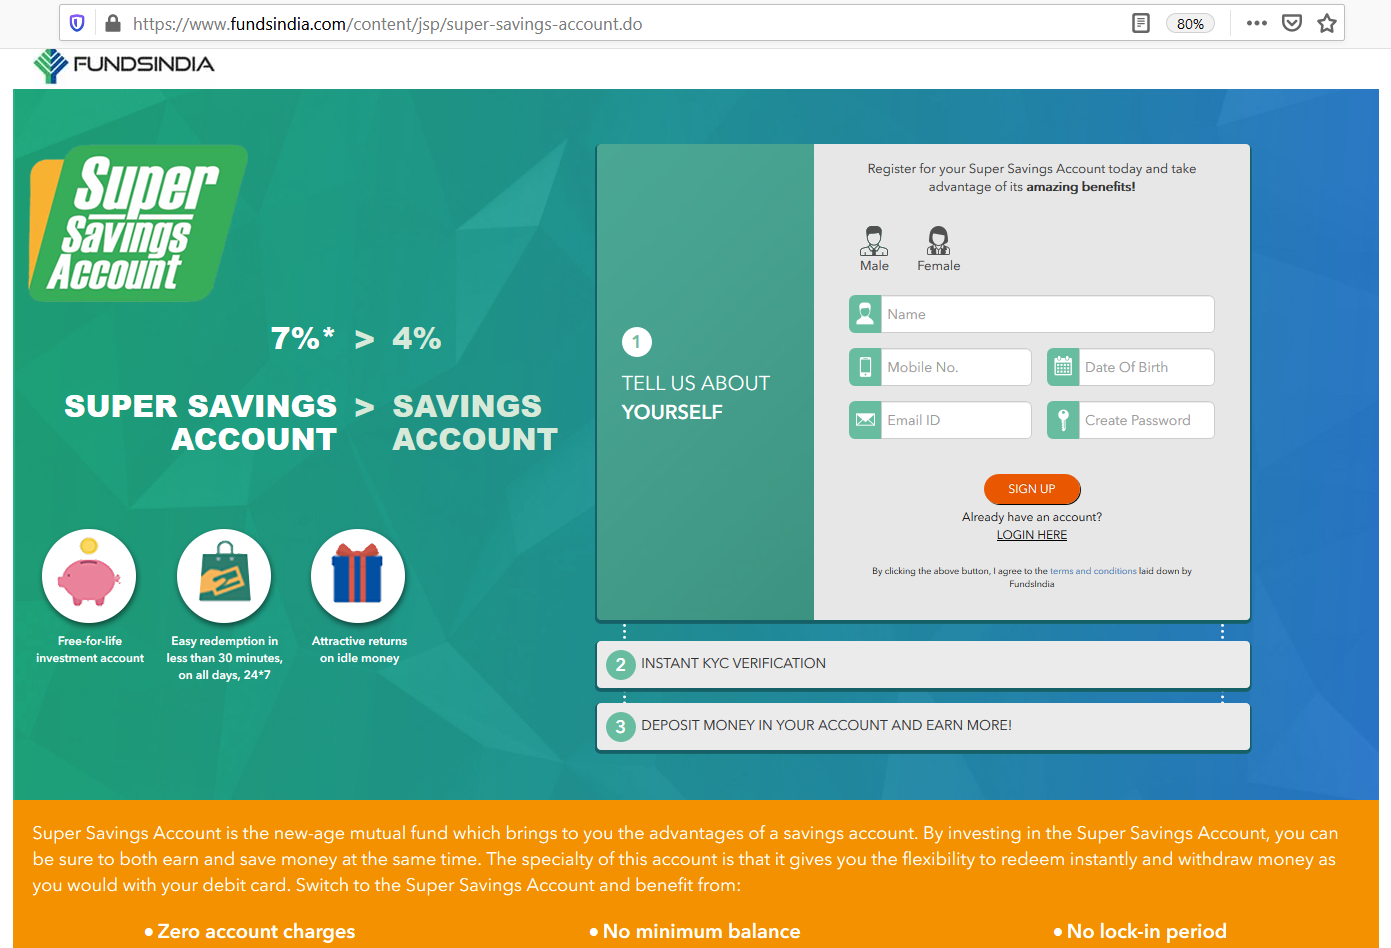 https://www.fundsindia.com/content/jsp/super-savings-account.do
80%
FUNDSINDIA
Super
Savings
Account
7%* > 4%
SUPER SAVINGS > SAVINGS
ACCOUNT ACCOUNT
Free-for-life
investment account
Easy redemption in
less than 30 minutes,
on all days, 24*7
Attractive returns
on idle money
1
TELL US ABOUT
YOURSELF
Register for your Super Savings Account today and take
advantage of its amazing benefits!
Male Female
Name
Mobile No. Date Of Birth
Email ID Create Password
SIGN UP
Already have an account?
LOGIN HERE
By clicking the above button, I agree to the terms and conditions laid down by
FundsIndia
2 INSTANT KYC VERIFICATION
3 DEPOSIT MONEY IN YOUR ACCOUNT AND EARN MORE!
Super Savings Account is the new-age mutual fund which brings to you the advantages of a savings account. By investing in the Super Savings Account, you can
be sure to both earn and save money at the same time. The specialty of this account is that it gives you the flexibility to redeem instantly and withdraw money as
you would with your debit card. Switch to the Super Savings Account and benefit from:
• Zero account charges • No minimum balance • No lock-in period